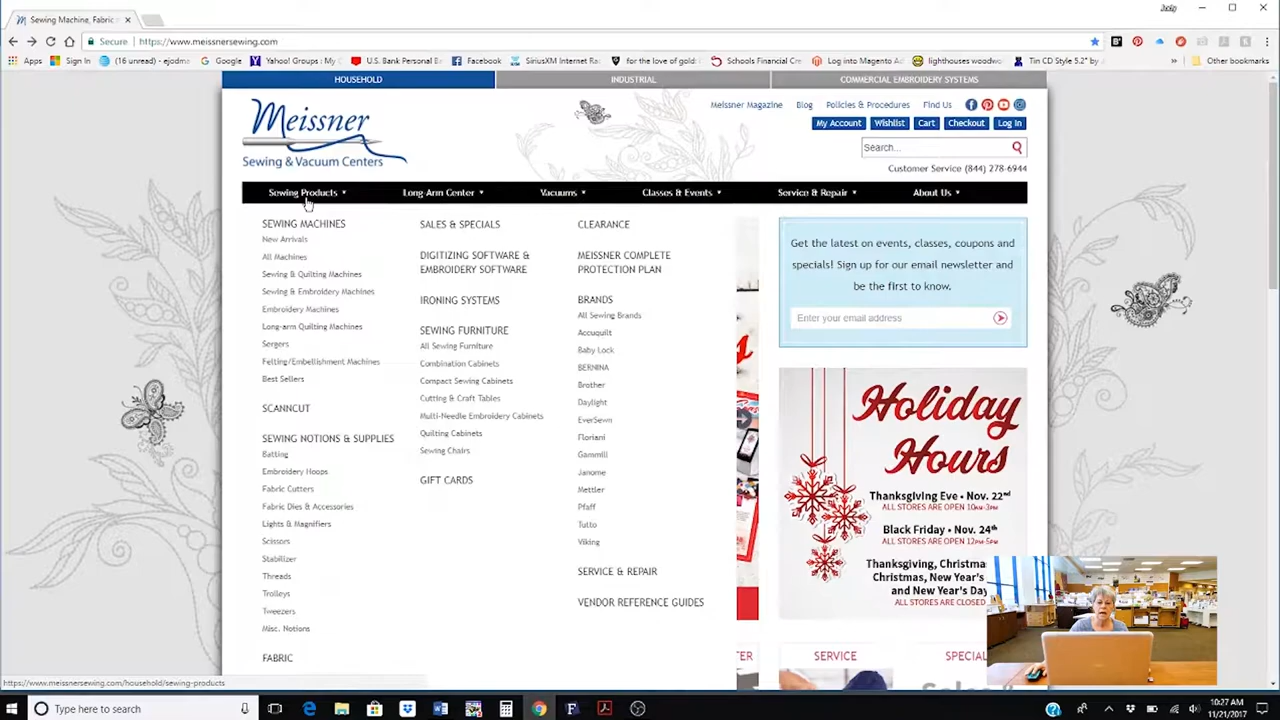 Sewing Machine, Fabric
Judy
Secure
https://www.meissnersewing.com
Apps
Sign In
(16 unread) - ejodma
Google
Yahoo! Groups : My C
U.S. Bank Personal B
Facebook
SiriusXM Internet Ra
for the love of gold:
Schools Financial Cre
Log into Magento Ad
lighthouses woodwo
Tin CD Style 5.2" by
»
Other bookmarks
HOUSEHOLD
INDUSTRIAL
COMMERCIAL EMBROIDERY SYSTEMS
Meissner
Sewing & Vacuum Centers
Meissner Magazine
Blog
Policies & Procedures
Find Us
My Account
Wishlist
Cart
Checkout
Log In
Search...
Customer Service (844) 278-6944
Sewing Products
Long-Arm Center
Vacuums
Classes & Events
Service & Repair
About Us
SEWING MACHINES
New Arrivals
All Machines
Sewing & Quilting Machines
Sewing & Embroidery Machines
Embroidery Machines
Long-arm Quilting Machines
Sergers
Felting/Embellishment Machines
Best Sellers
SCANNCUT
SEWING NOTIONS & SUPPLIES
Batting
Embroidery Hoops
Fabric Cutters
Fabric Dies & Accessories
Lights & Magnifiers
Scissors
Stabilizer
Threads
Trolleys
Tweezers
Misc. Notions
FABRIC
SALES & SPECIALS
DIGITIZING SOFTWARE &
EMBROIDERY SOFTWARE
IRONING SYSTEMS
SEWING FURNITURE
All Sewing Furniture
Combination Cabinets
Compact Sewing Cabinets
Cutting & Craft Tables
Multi-Needle Embroidery Cabinets
Quilting Cabinets
Sewing Chairs
GIFT CARDS
CLEARANCE
MEISSNER COMPLETE
PROTECTION PLAN
BRANDS
All Sewing Brands
Accuquilt
Baby Lock
BERNINA
Brother
Daylight
EverSewn
Floriani
Gammill
Janome
Mettler
Pfaff
Tutto
Viking
SERVICE & REPAIR
VENDOR REFERENCE GUIDES
Get the latest on events, classes, coupons and
specials! Sign up for our email newsletter and
be the first to know.
Enter your email address
Holiday
Hours
Thanksgiving Eve • Nov. 22nd
ALL STORES ARE OPEN 10AM-3PM
Black Friday • Nov. 24th
ALL STORES ARE OPEN 12PM-5PM
Thanksgiving, Christma
Christmas, New Year's
and New Year's Day
ALL STORES ARE CLOSED
TER
SERVICE
SPECIAL
https://www.meissnersewing.com/household/sewing-products
Type here to search
10:27 AM
11/21/2017